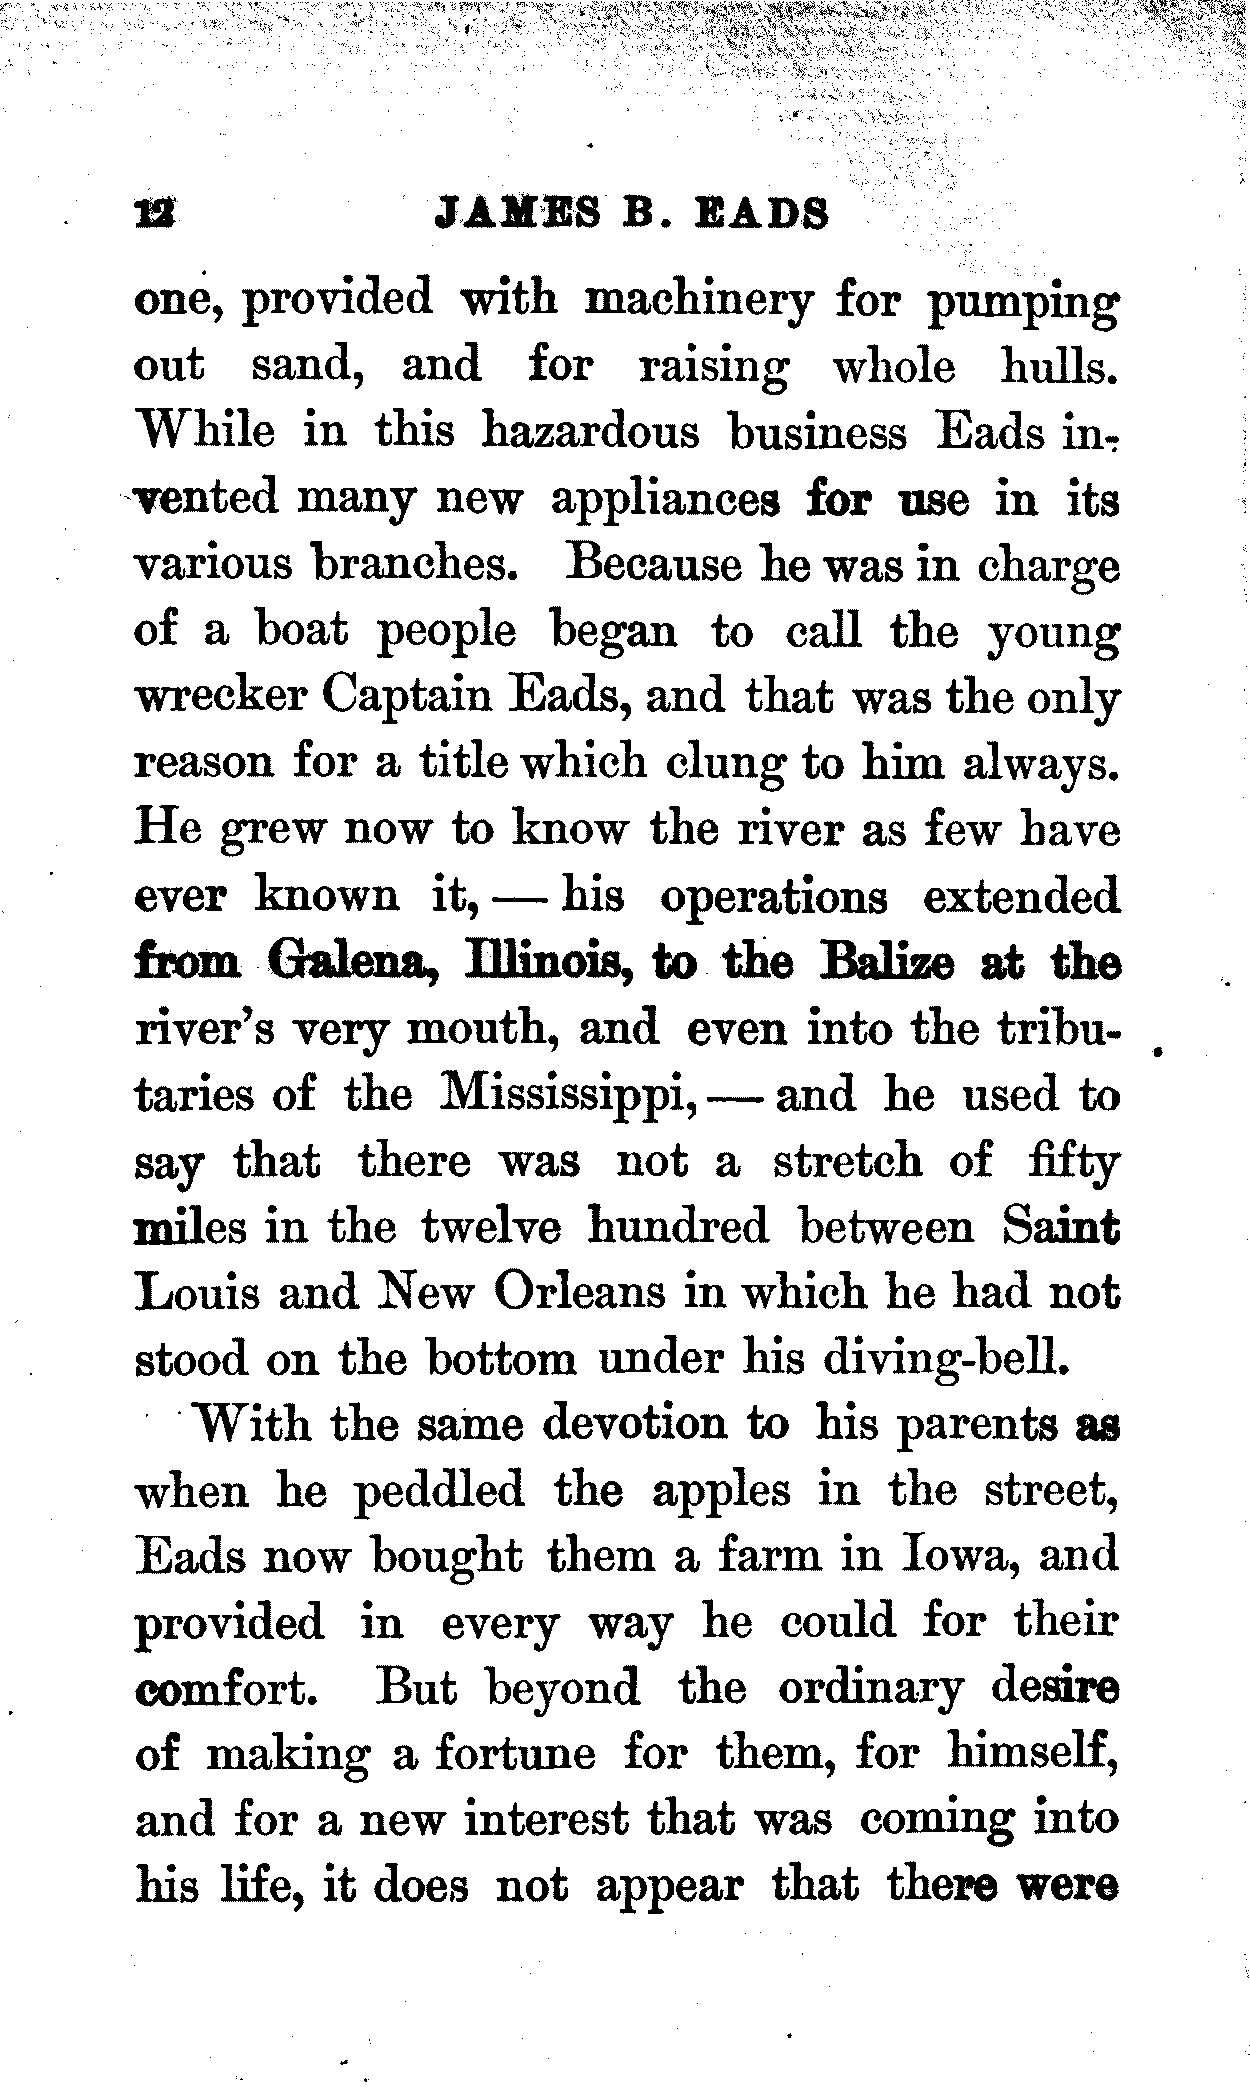 12 JAMES B. EADS
one, provided with machinery for pumping
out sand, and for raising whole hulls.
While in this hazardous business Eads in-
vented many new appliances for use in its
various branches. Because he was in charge
of a boat people began to call the young
wrecker Captain Eads, and that was the only
reason for a title which clung to him always.
He grew now to know the river as few have
ever known it, — his operations extended
from Galena, Illinois, to the Balize at the
river's very mouth, and even into the tribu-
taries of the Mississippi, — and he used to
say that there was not a stretch of fifty
miles in the twelve hundred between Saint
Louis and New Orleans in which he had not
stood on the bottom under his diving-bell.
With the same devotion to his parents as
when he peddled the apples in the street,
Eads now bought them a farm in Iowa, and
provided in every way he could for their
comfort. But beyond the ordinary desire
of making a fortune for them, for himself,
and for a new interest that was coming into
his life, it does not appear that there were